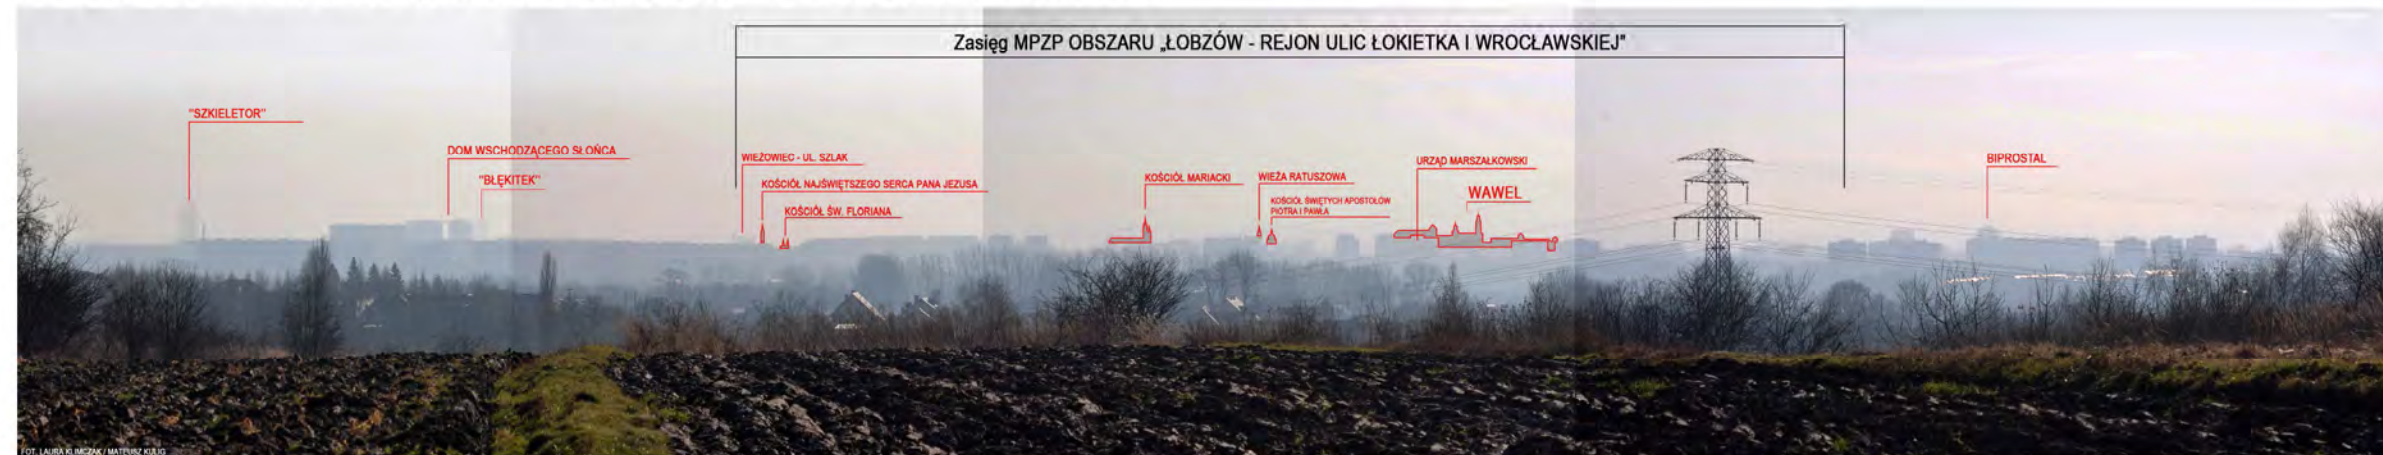 Zasięg MPZP OBSZARU „ŁOBZÓW - REJON ULIC ŁOKIETKA I WROCŁAWSKIEJ"
"SZKIELETOR"
DOM WSCHODZĄCEGO SŁOŃCA
"BŁĘKITEK"
WIEŻOWIEC - UL. SZLAK
KOŚCIÓŁ NAJŚWIĘTSZEGO SERCA PANA JEZUSA
KOŚCIÓŁ ŚW. FLORIANA
KOŚCIÓŁ MARIACKI
WIEŻA RATUSZOWA
KOŚCIÓŁ ŚWIĘTYCH APOSTOŁÓW
PIOTRA I PAWŁA
URZĄD MARSZAŁKOWSKI
WAWEL
BIPROSTAL
FOT. LAURA KLIMCZAK / MATEUSZ KULIG